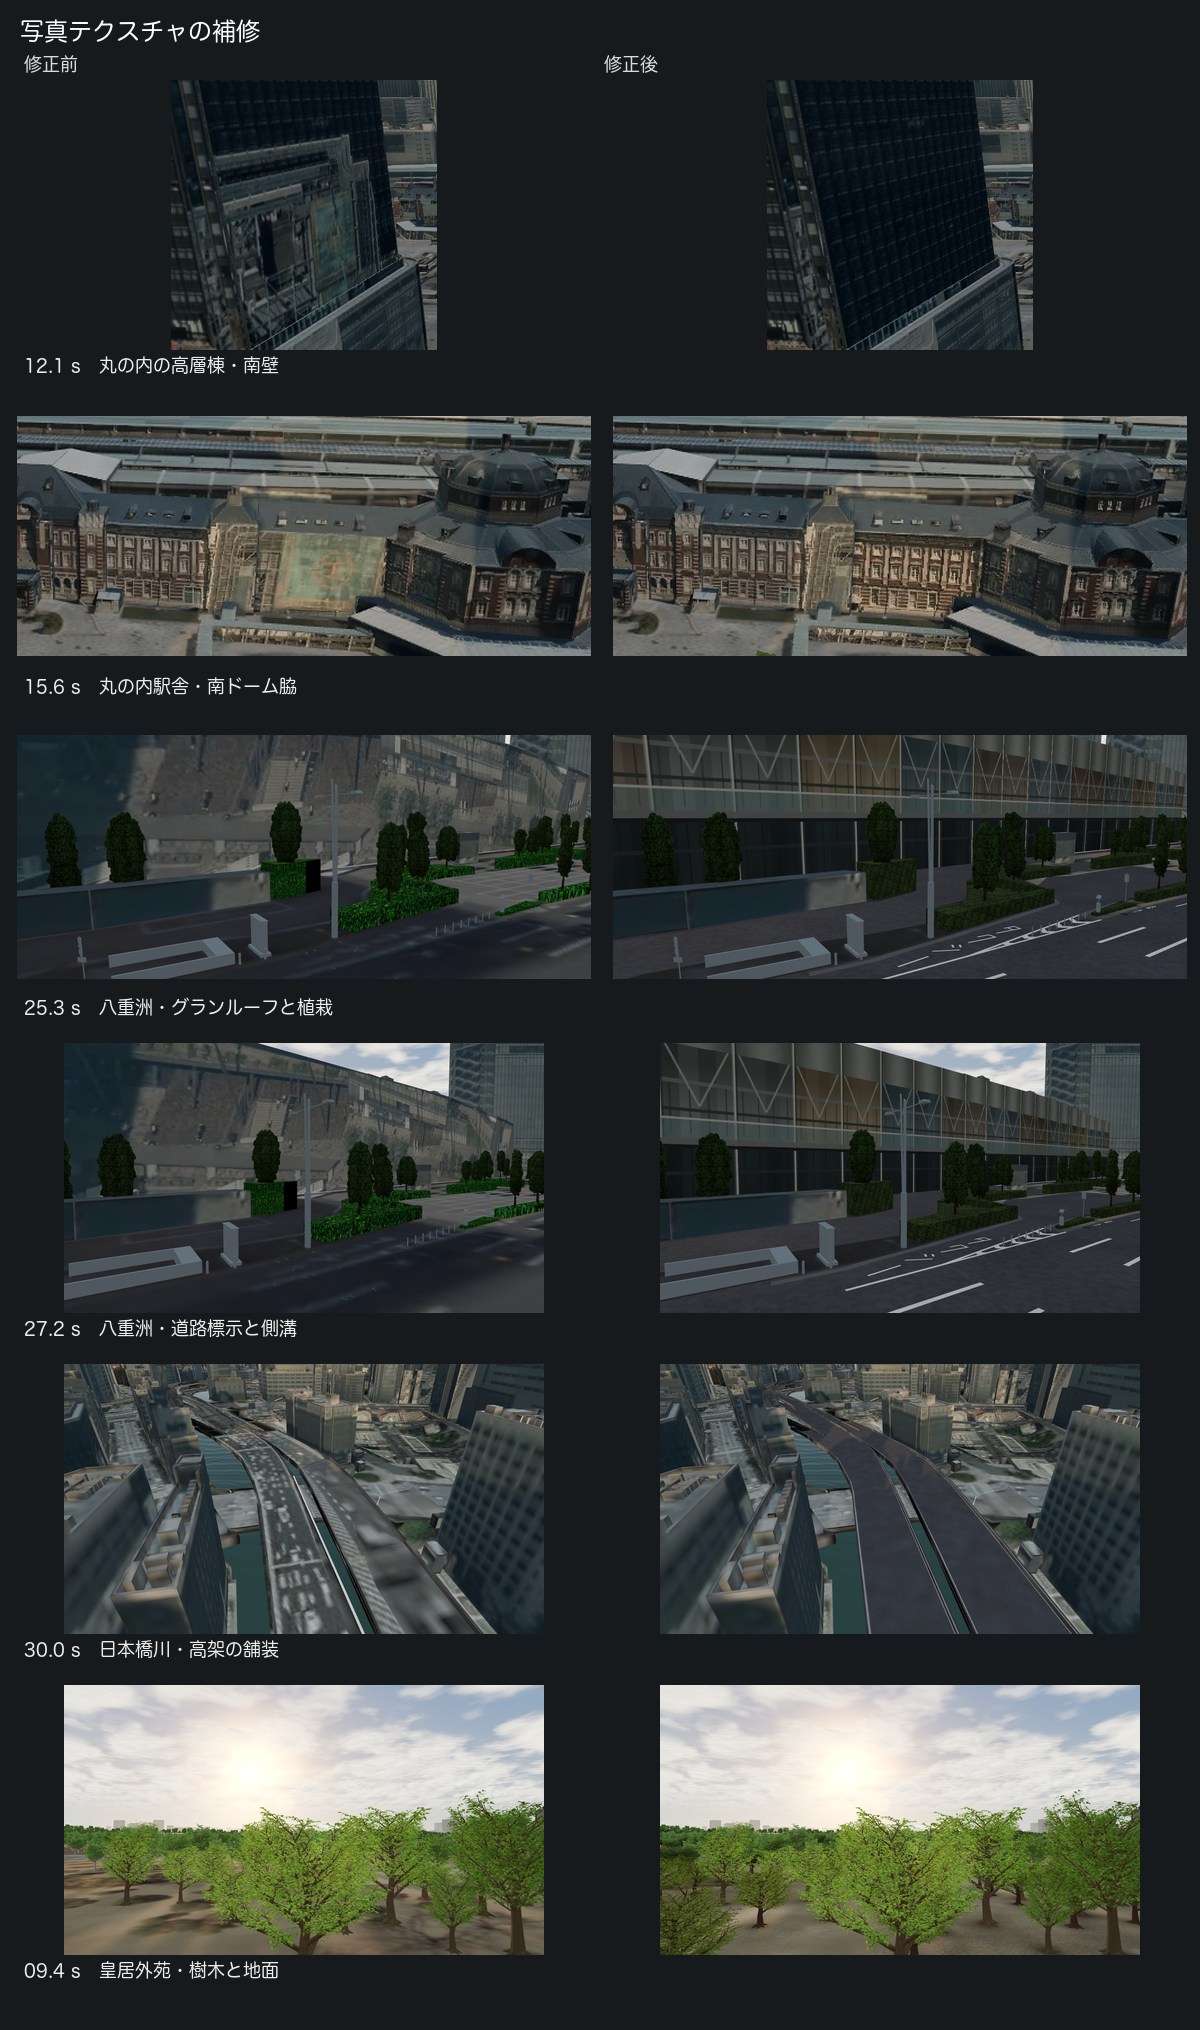 写真テクスチャの補修
修正前
修正後
12.1 s 丸の内の高層棟・南壁
15.6 s 丸の内駅舎・南ドーム脇
25.3 s 八重洲・グランルーフと植栽
27.2 s 八重洲・道路標示と側溝
30.0 s 日本橋川・高架の舗装
09.4 s 皇居外苑・樹木と地面